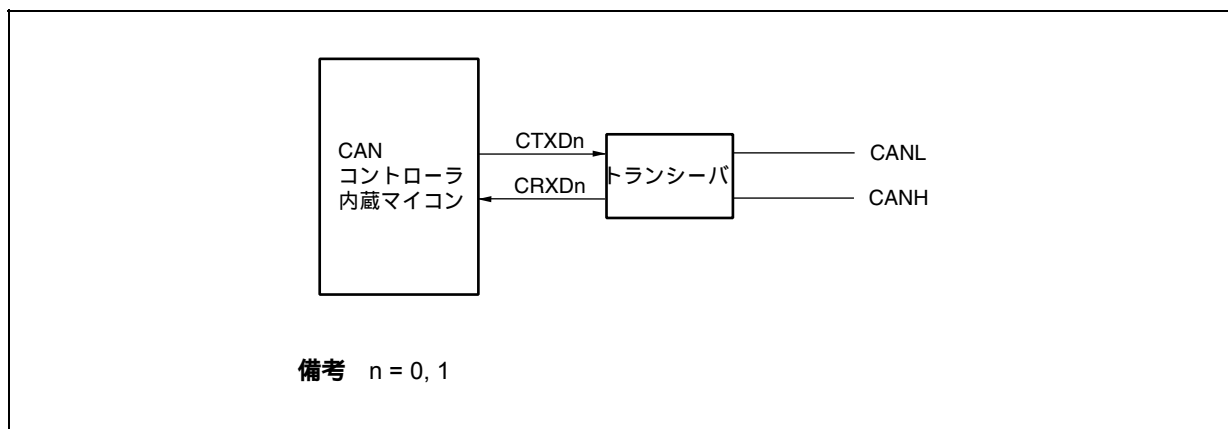 CAN
コントローラ
内蔵マイコン
CTXDn
CRXDn
トランシーバ
CANL
CANH
備考 n = 0, 1